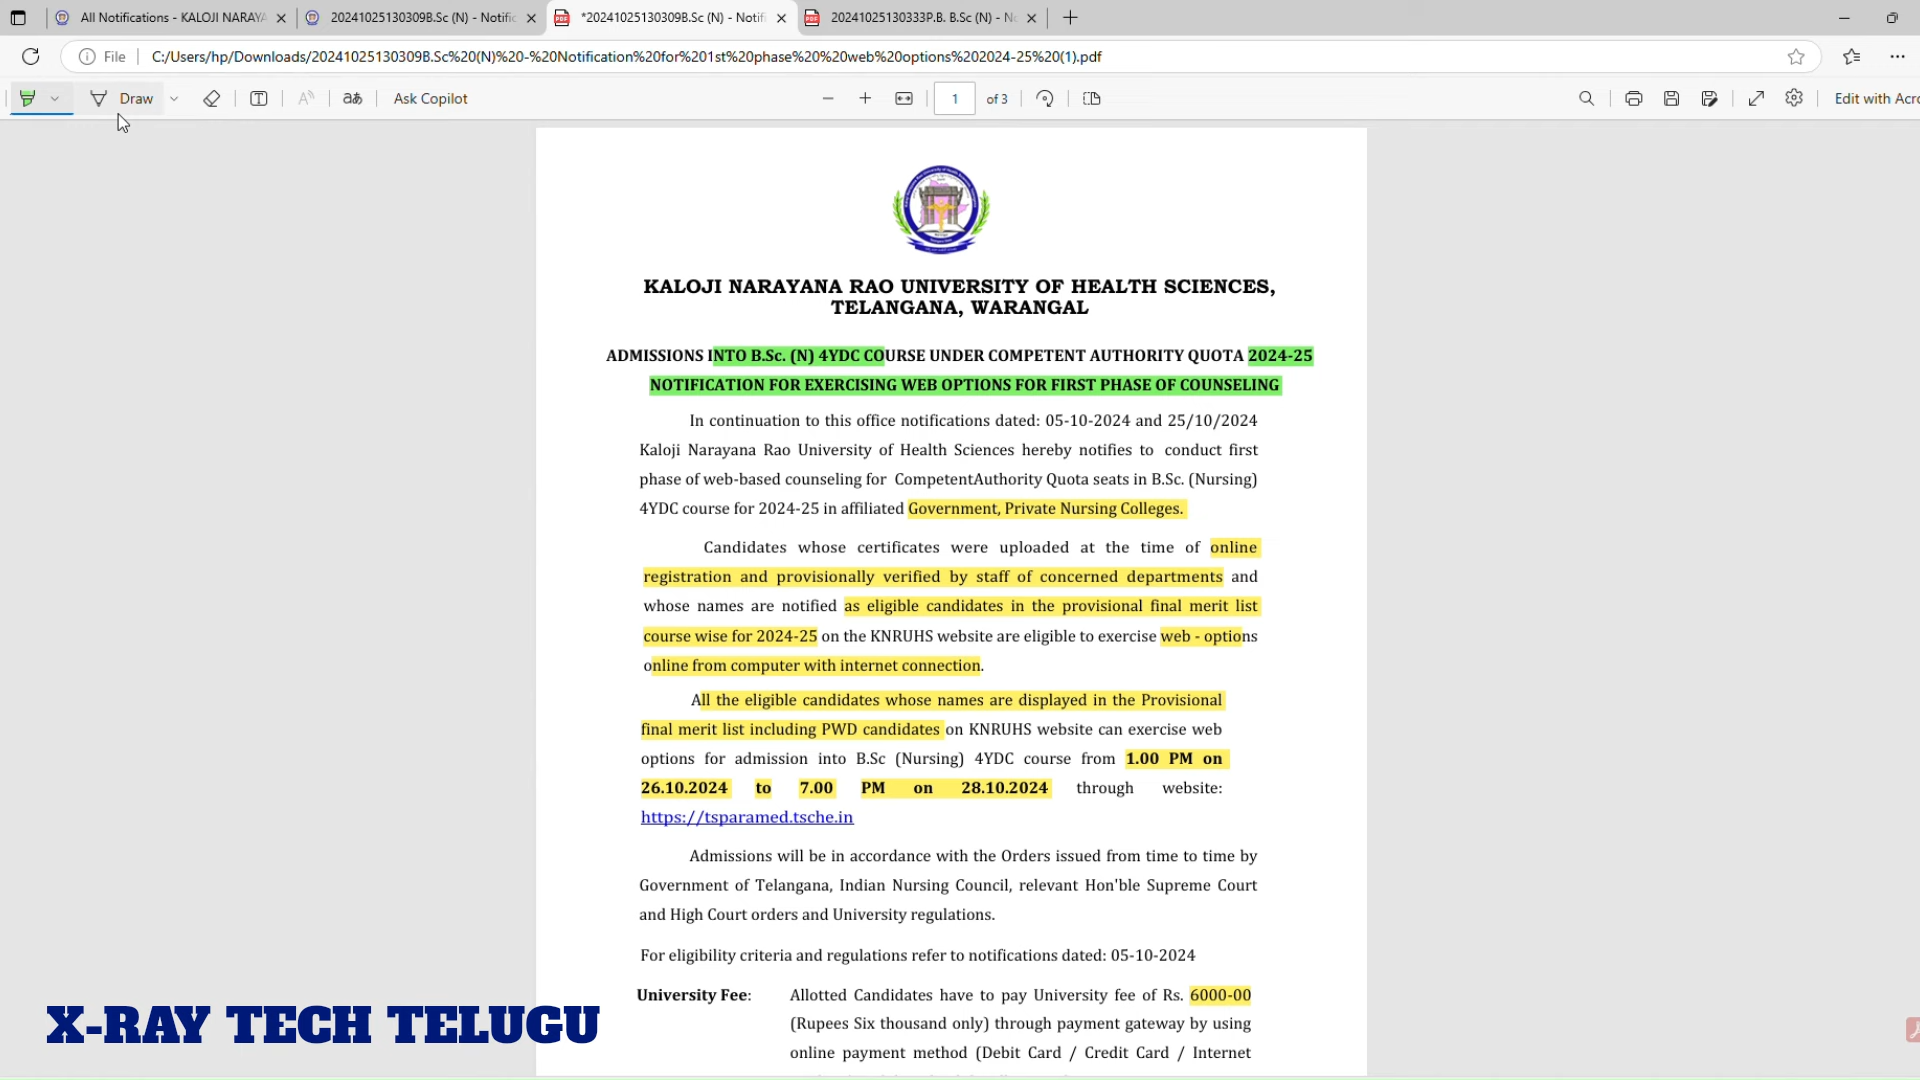 All Notifications - KALOJI NARAYA
20241025130309B.Sc (N) - Notific
*20241025130309B.Sc (N) - Notifi
20241025130333P.B. B.Sc (N) - No
File
C:/Users/hp/Downloads/20241025130309B.Sc%20(N)%20-%20Notification%20for%201st%20phase%20%20web%20options%202024-25%20(1).pdf
Draw
aあ
Ask Copilot
1 of 3
Edit with Acro
KALOJI NARAYANA RAO UNIVERSITY OF HEALTH SCIENCES,
TELANGANA, WARANGAL
ADMISSIONS INTO B.Sc. (N) 4YDC COURSE UNDER COMPETENT AUTHORITY QUOTA 2024-25
NOTIFICATION FOR EXERCISING WEB OPTIONS FOR FIRST PHASE OF COUNSELING
In continuation to this office notifications dated: 05-10-2024 and 25/10/2024
Kaloji Narayana Rao University of Health Sciences hereby notifies to conduct first
phase of web-based counseling for CompetentAuthority Quota seats in B.Sc. (Nursing)
4YDC course for 2024-25 in affiliated Government, Private Nursing Colleges.
Candidates whose certificates were uploaded at the time of online
registration and provisionally verified by staff of concerned departments and
whose names are notified as eligible candidates in the provisional final merit list
course wise for 2024-25 on the KNRUHS website are eligible to exercise web - options
online from computer with internet connection.
All the eligible candidates whose names are displayed in the Provisional
final merit list including PWD candidates on KNRUHS website can exercise web
options for admission into B.Sc (Nursing) 4YDC course from 1.00 PM on
26.10.2024 to 7.00 PM on 28.10.2024 through website:
https://tsparamed.tsche.in
Admissions will be in accordance with the Orders issued from time to time by
Government of Telangana, Indian Nursing Council, relevant Hon'ble Supreme Court
and High Court orders and University regulations.
For eligibility criteria and regulations refer to notifications dated: 05-10-2024
University Fee: Allotted Candidates have to pay University fee of Rs. 6000-00
(Rupees Six thousand only) through payment gateway by using
online payment method (Debit Card / Credit Card / Internet
X-RAY TECH TELUGU